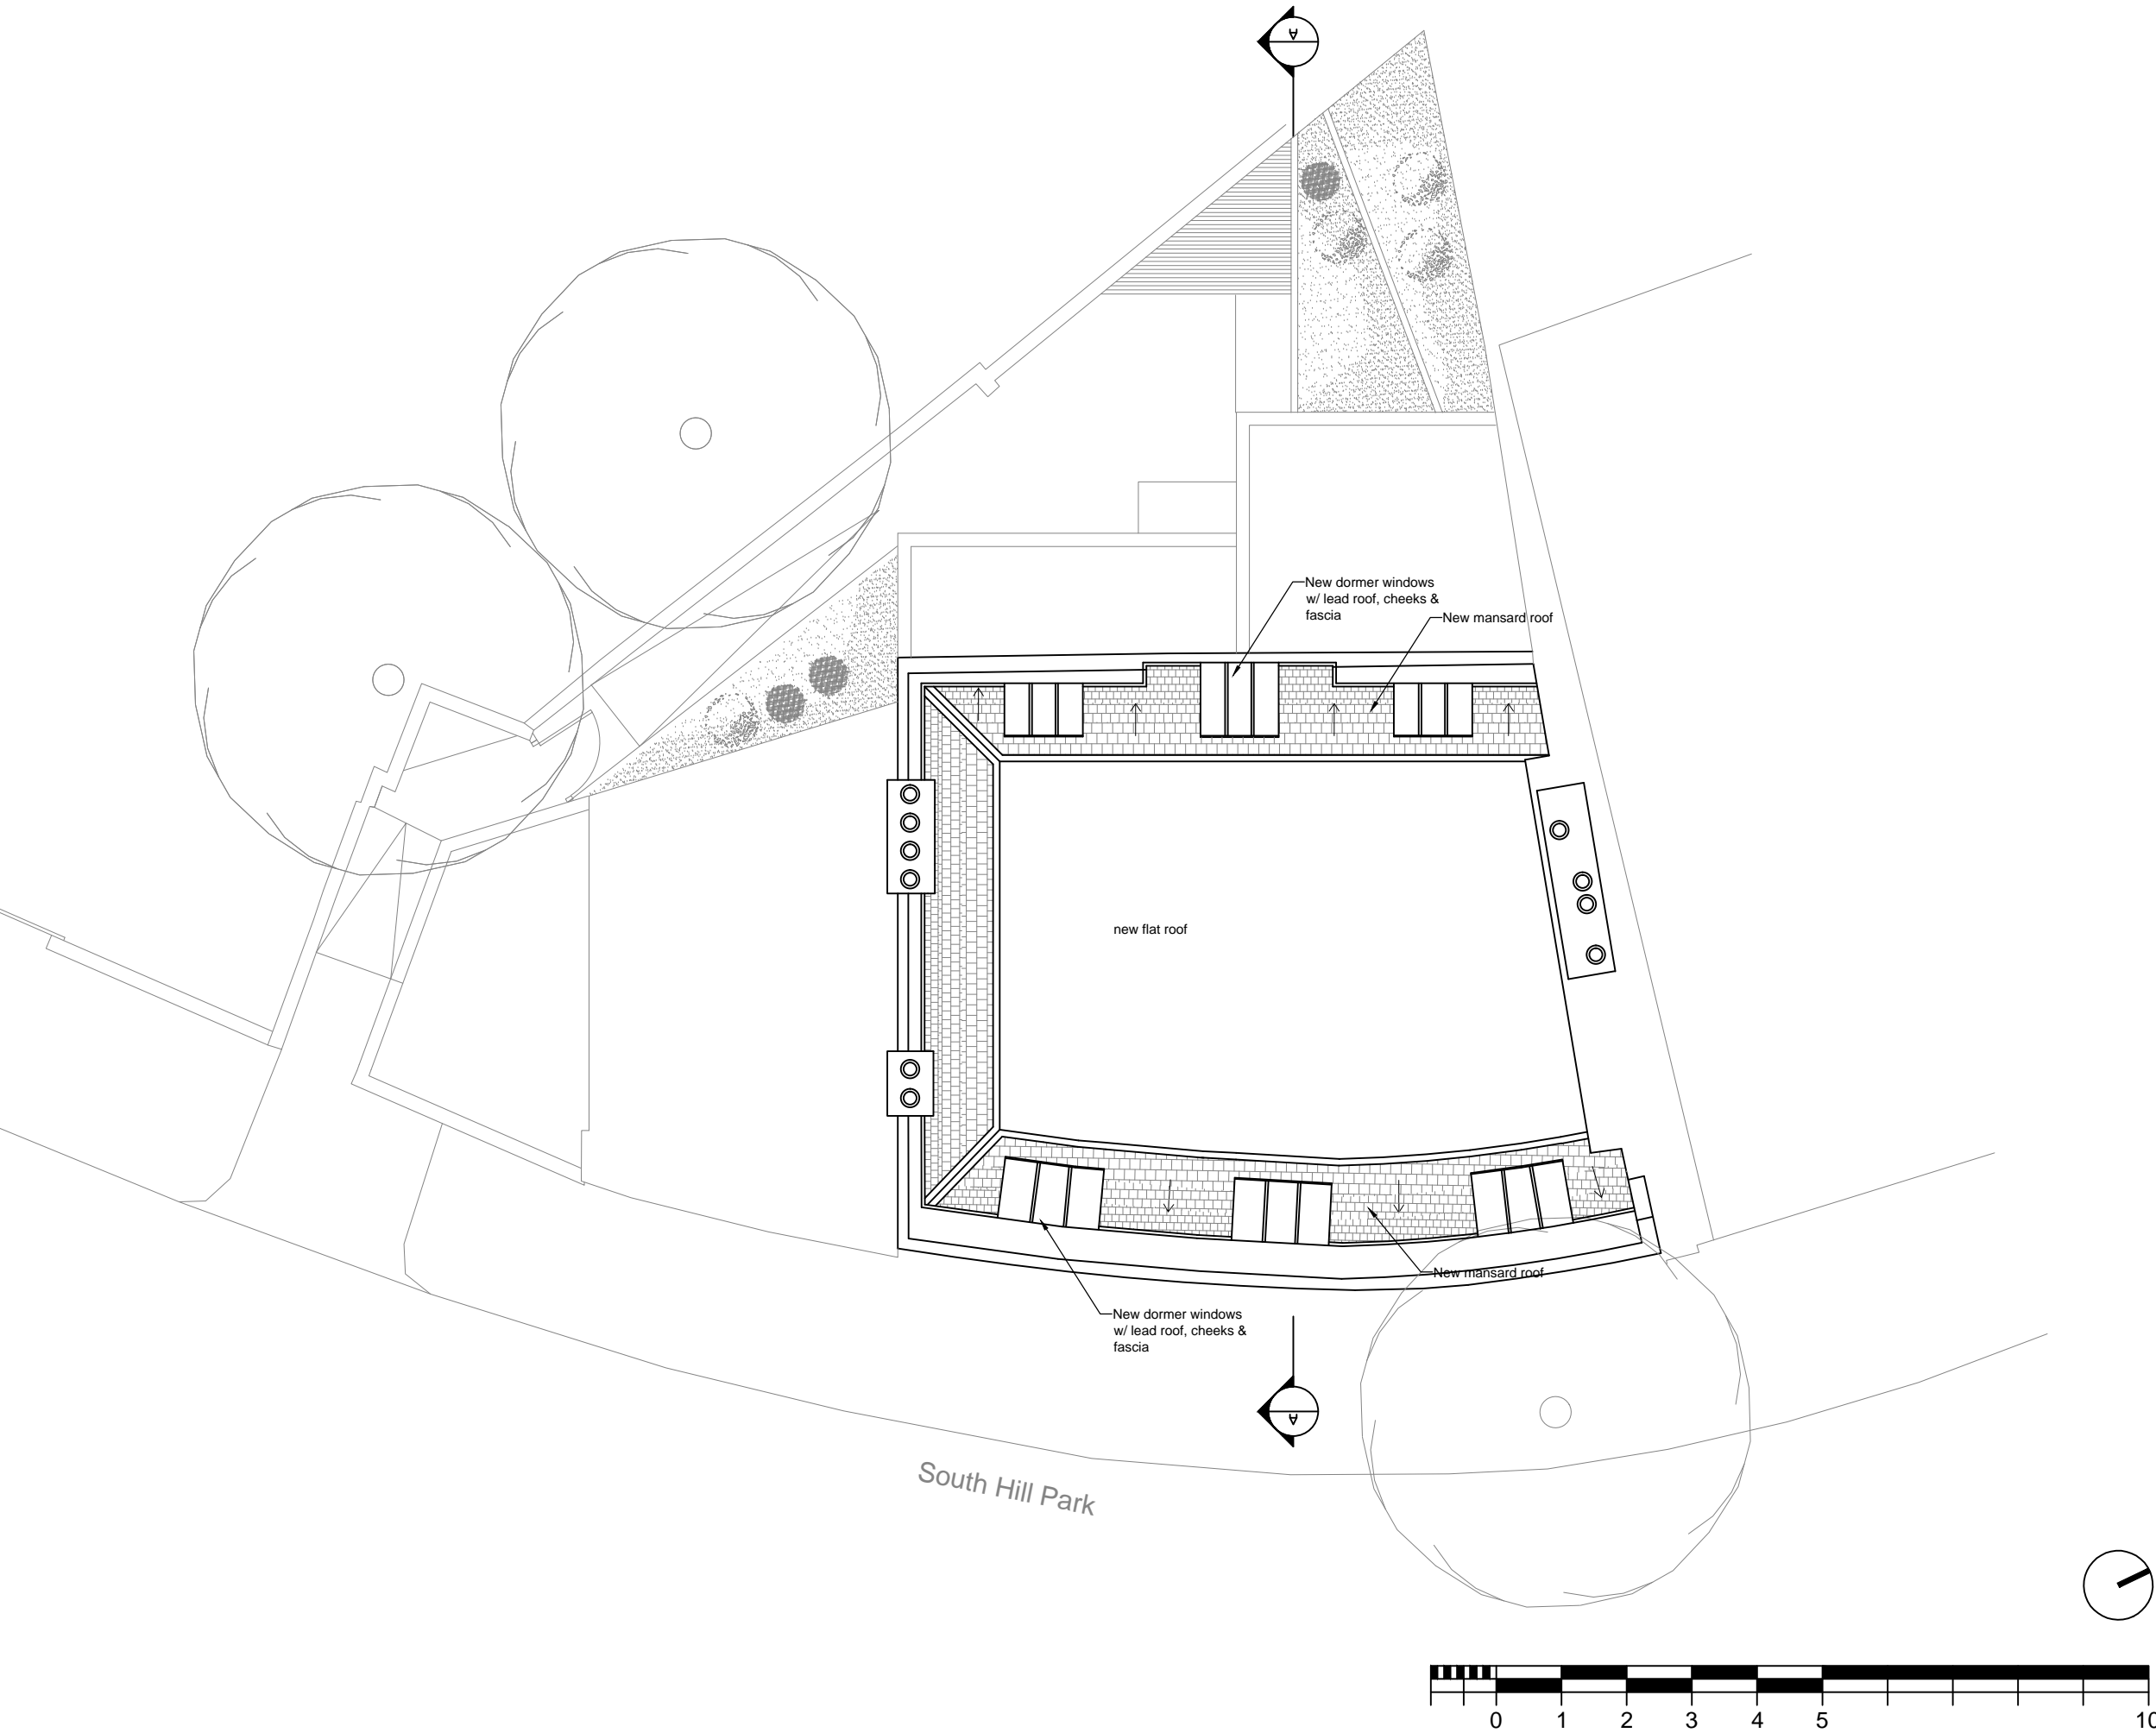 A
New dormer windows
w/ lead roof, cheeks &
fascia
New mansard roof
new flat roof
New mansard roof
New dormer windows
w/ lead roof, cheeks &
fascia
A
South Hill Park
0 1 2 3 4 5 10